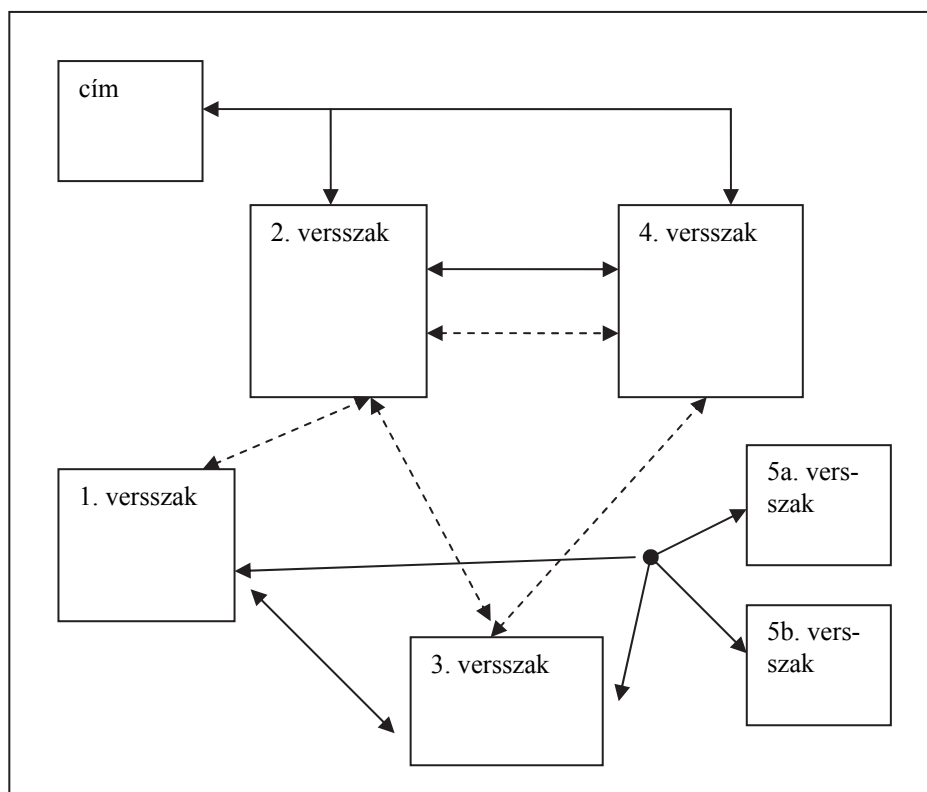 cím
2. versszak
4. versszak
1. versszak
5a. vers-
szak
5b. vers-
szak
3. versszak